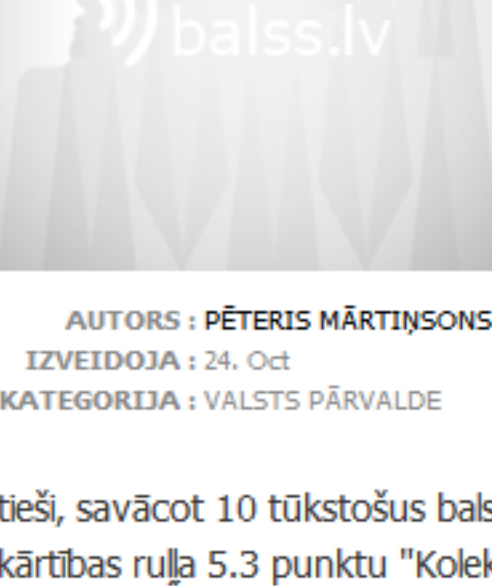 balss.lv
AUTORS : PĒTERIS MĀRTIŅSONS
IZVEIDOJA : 24. Oct
KATEGORIJA : VALSTS PĀRVALDE
tieši, savācot 10 tūkstošus bals
kārtības ruļļa 5.3 punktu "Kolek